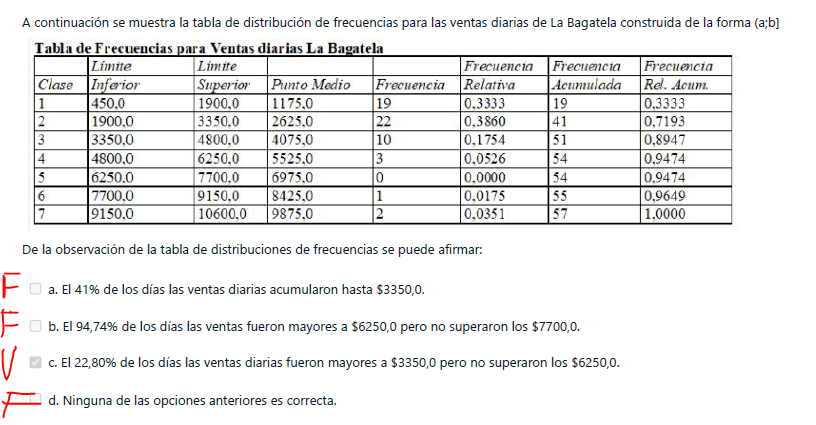 A continuación se muestra la tabla de distribución de frecuencias para las ventas diarias de La Bagatela construida de la forma (a;b]
Tabla de Frecuencias para Ventas diarias La Bagatela
Límite Límite Frecuencia Frecuencia Frecuencia
Clase Inferior Superior Punto Medio Frecuencia Relativa Acumulada Rel. Acum.
1 450,0 1900,0 1175,0 19 0,3333 19 0,3333
2 1900,0 3350,0 2625,0 22 0,3860 41 0,7193
3 3350,0 4800,0 4075,0 10 0,1754 51 0,8947
4 4800,0 6250,0 5525,0 3 0,0526 54 0,9474
5 6250,0 7700,0 6975,0 0 0,0000 54 0,9474
6 7700,0 9150,0 8425,0 1 0,0175 55 0,9649
7 9150,0 10600,0 9875,0 2 0,0351 57 1,0000
De la observación de la tabla de distribuciones de frecuencias se puede afirmar:
F a. El 41% de los días las ventas diarias acumularon hasta $3350,0.
F b. El 94,74% de los días las ventas fueron mayores a $6250,0 pero no superaron los $7700,0.
V c. El 22,80% de los días las ventas diarias fueron mayores a $3350,0 pero no superaron los $6250,0.
F d. Ninguna de las opciones anteriores es correcta.